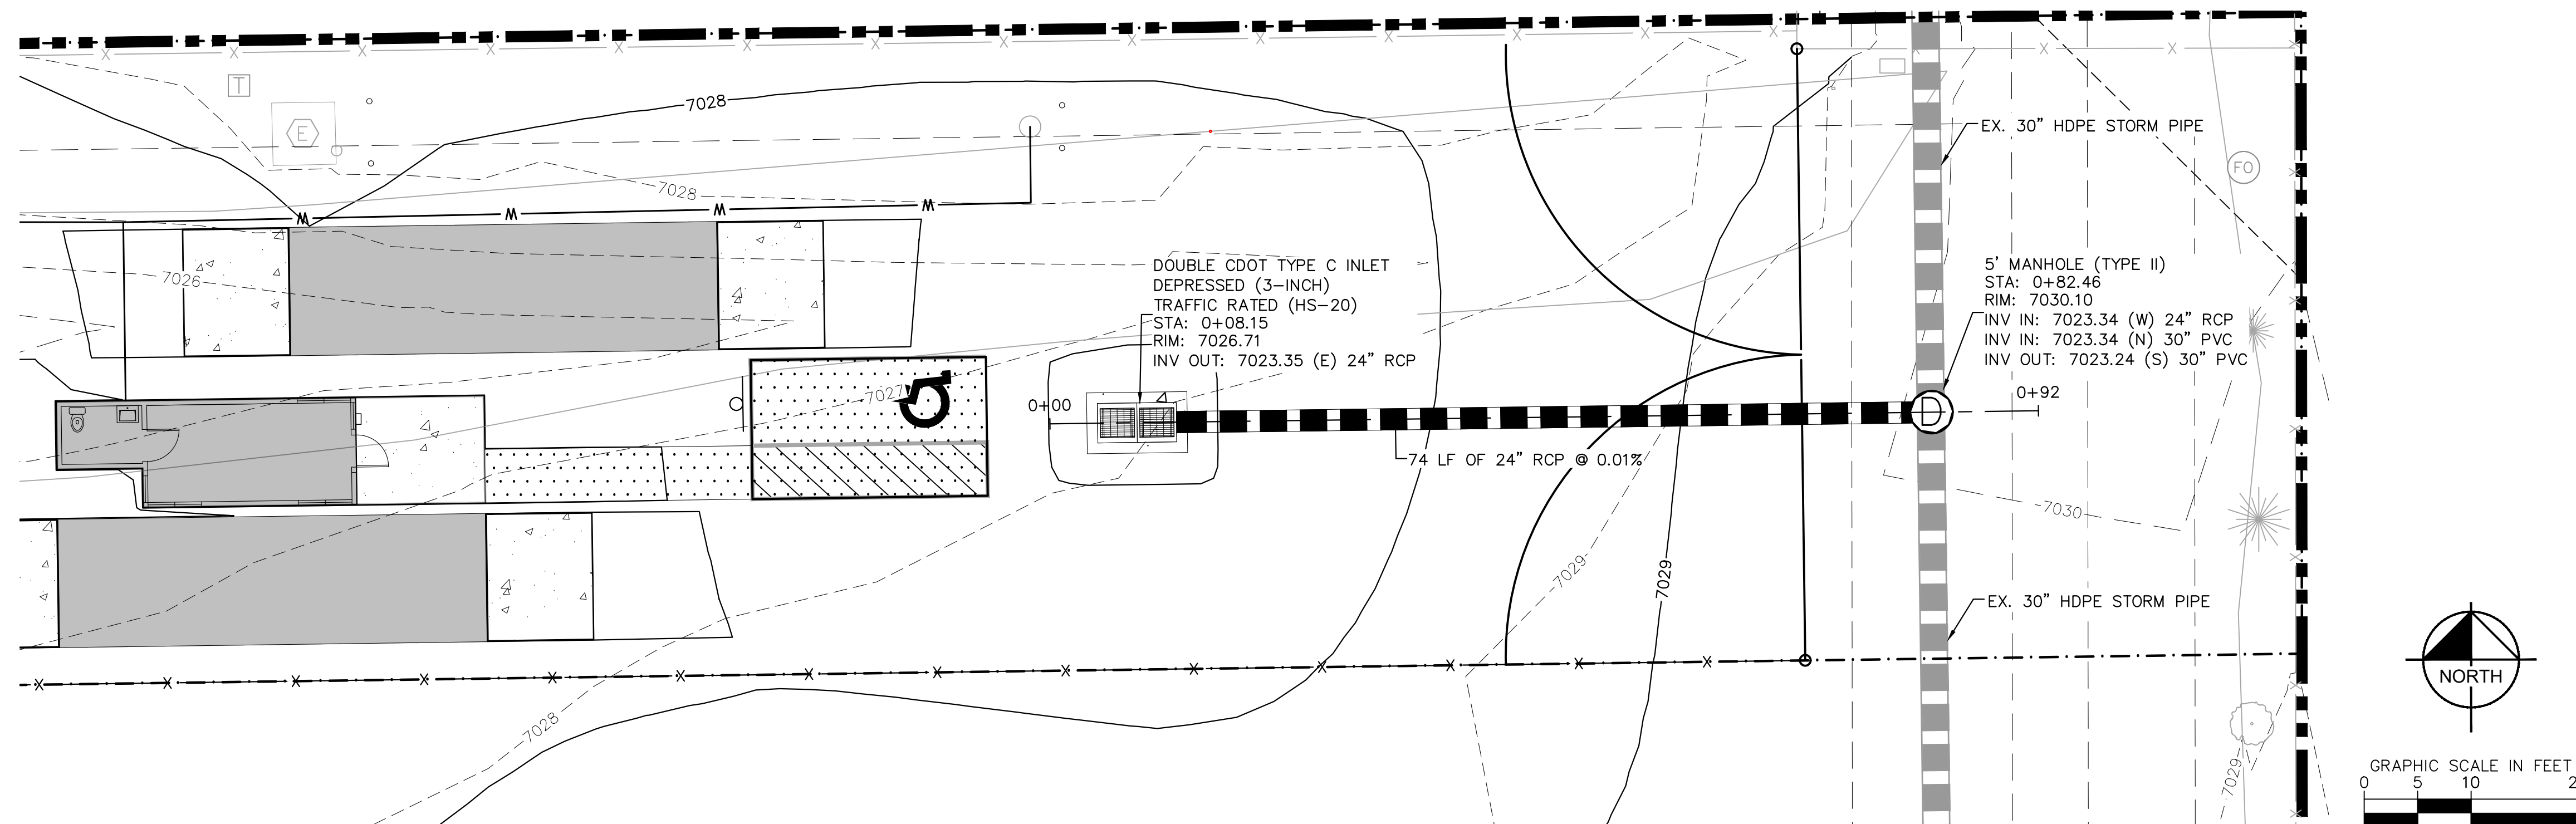 7028
EX. 30" HDPE STORM PIPE
T
E
FO
7028
7026
DOUBLE CDOT TYPE C INLET
DEPRESSED (3-INCH)
TRAFFIC RATED (HS-20)
STA: 0+08.15
RIM: 7026.71
INV OUT: 7023.35 (E) 24" RCP
5' MANHOLE (TYPE II)
STA: 0+82.46
RIM: 7030.10
INV IN: 7023.34 (W) 24" RCP
INV IN: 7023.34 (N) 30" PVC
INV OUT: 7023.24 (S) 30" PVC
7027
0+00
0+92
D
74 LF OF 24" RCP @ 0.01%
7030
7029
7029
EX. 30" HDPE STORM PIPE
NORTH
7028
7029
GRAPHIC SCALE IN FEET
0 5 10 2